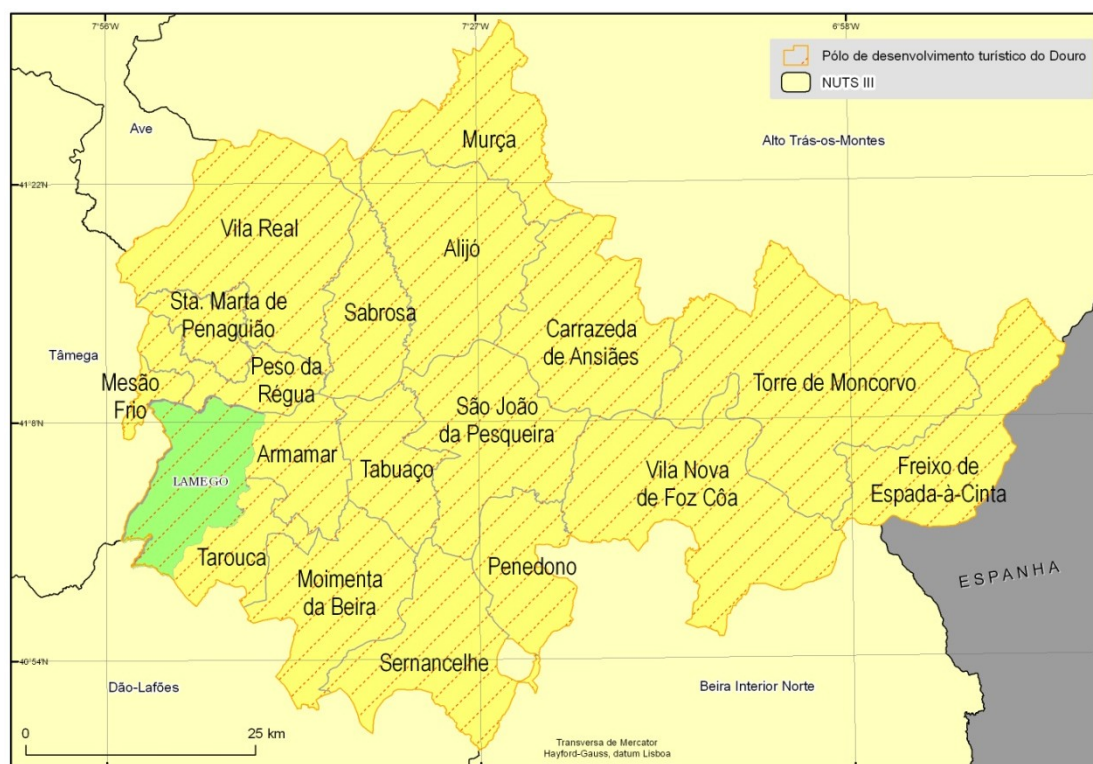 7°56'W
7°27'W
6°58'W
Pólo de desenvolvimento turístico do Douro
NUTS III
Ave
Murça
Alto Trás-os-Montes
41°22'N
Vila Real
Alijó
Sta. Marta de
Penaguião
Sabrosa
Carrazeda
de Ansiães
Tâmega
Peso da
Régua
Mesão
Frio
Torre de Moncorvo
41°8'N
São João
da Pesqueira
Armamar
Tabuaço
Vila Nova
de Foz Côa
Freixo de
Espada-à-Cinta
LAMEGO
Tarouca
Moimenta
da Beira
Penedono
ESPANHA
40°54'N
Sernancelhe
Dão-Lafões
Beira Interior Norte
0
25 km
Transversa de Mercator
Hayford-Gauss, datum Lisboa